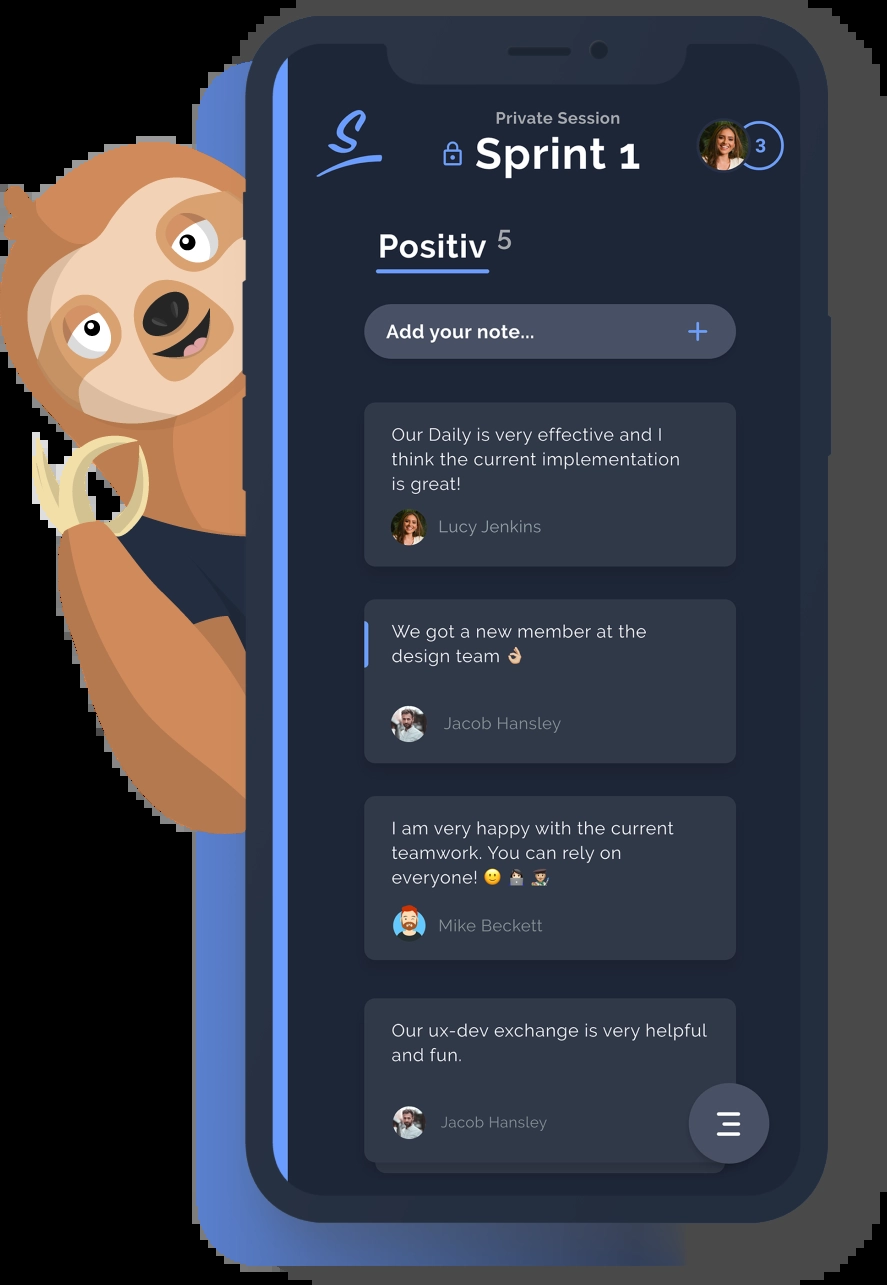 S
Private Session
Sprint 1
3
Positiv 5
Add your note...
Our Daily is very effective and I
think the current implementation
is great!
Lucy Jenkins
We got a new member at the
design team 👌🏼
Jacob Hansley
I am very happy with the current
teamwork. You can rely on
everyone! 🙂 👩🏻‍💻 👨🏼‍🎨
Mike Beckett
Our ux-dev exchange is very helpful
and fun.
Jacob Hansley